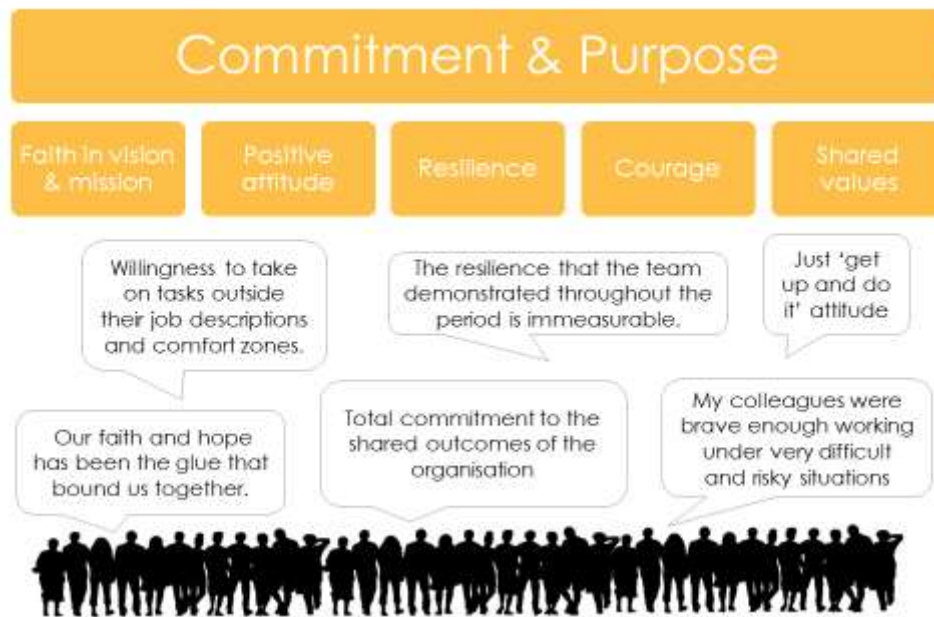 Commitment & Purpose
Faith in vision
& mission
Positive
attitude
Resilience
Courage
Shared
values
Willingness to take
on tasks outside
their job descriptions
and comfort zones.
The resilience that the team
demonstrated throughout the
period is immeasurable.
Just ‘get
up and do
it’ attitude
Our faith and hope
has been the glue that
bound us together.
Total commitment to the
shared outcomes of the
organisation
My colleagues were
brave enough working
under very difficult
and risky situations